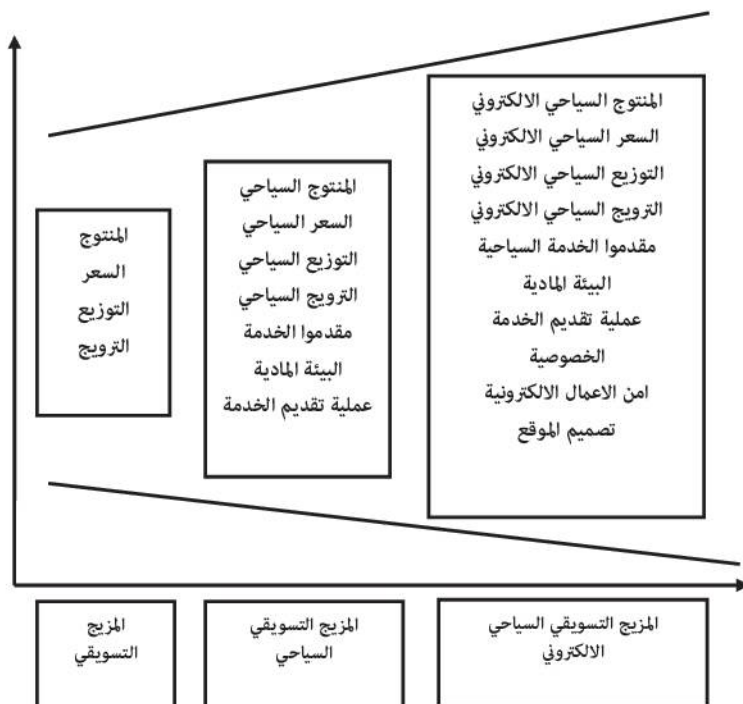 المنتوج السياحي الالكتروني
السعر السياحي الالكتروني
التوزيع السياحي الالكتروني
الترويج السياحي الالكتروني
مقدموا الخدمة السياحية
البيئة المادية
عملية تقديم الخدمة
الخصوصية
امن الاعمال الالكترونية
تصميم الموقع
المنتوج السياحي
السعر السياحي
التوزيع السياحي
الترويج السياحي
مقدموا الخدمة
البيئة المادية
عملية تقديم الخدمة
المنتوج
السعر
التوزيع
الترويج
المزيج التسويقي السياحي
الالكتروني
المزيج التسويقي
السياحي
المزيج
التسويقي